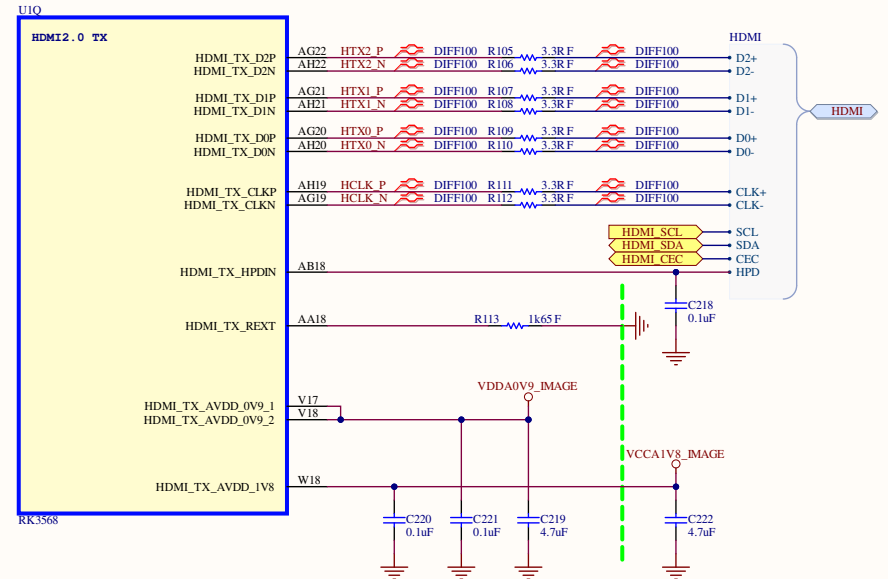 U1Q
HDMI2.0 TX
HDMI
HDMI_TX_D2P AG22 HTX2_P DIFF100 R105 3.3R F DIFF100 D2+
HDMI_TX_D2N AH22 HTX2_N DIFF100 R106 3.3R F DIFF100 D2-
HDMI_TX_D1P AG21 HTX1_P DIFF100 R107 3.3R F DIFF100 D1+
HDMI_TX_D1N AH21 HTX1_N DIFF100 R108 3.3R F DIFF100 D1-
HDMI
HDMI_TX_D0P AG20 HTX0_P DIFF100 R109 3.3R F DIFF100 D0+
HDMI_TX_D0N AH20 HTX0_N DIFF100 R110 3.3R F DIFF100 D0-
HDMI_TX_CLKP AH19 HCLK_P DIFF100 R111 3.3R F DIFF100 CLK+
HDMI_TX_CLKN AG19 HCLK_N DIFF100 R112 3.3R F DIFF100 CLK-
HDMI_SCL SCL
HDMI_SDA SDA
HDMI_CEC CEC
HDMI_TX_HPDIN AB18 HPD
C218
0.1uF
HDMI_TX_REXT AA18 R113 1k65 F
VDDA0V9_IMAGE
HDMI_TX_AVDD_0V9_1 V17
HDMI_TX_AVDD_0V9_2 V18
VCCA1V8_IMAGE
HDMI_TX_AVDD_1V8 W18
RK3568
C220 C221 C219 C222
0.1uF 0.1uF 4.7uF 4.7uF